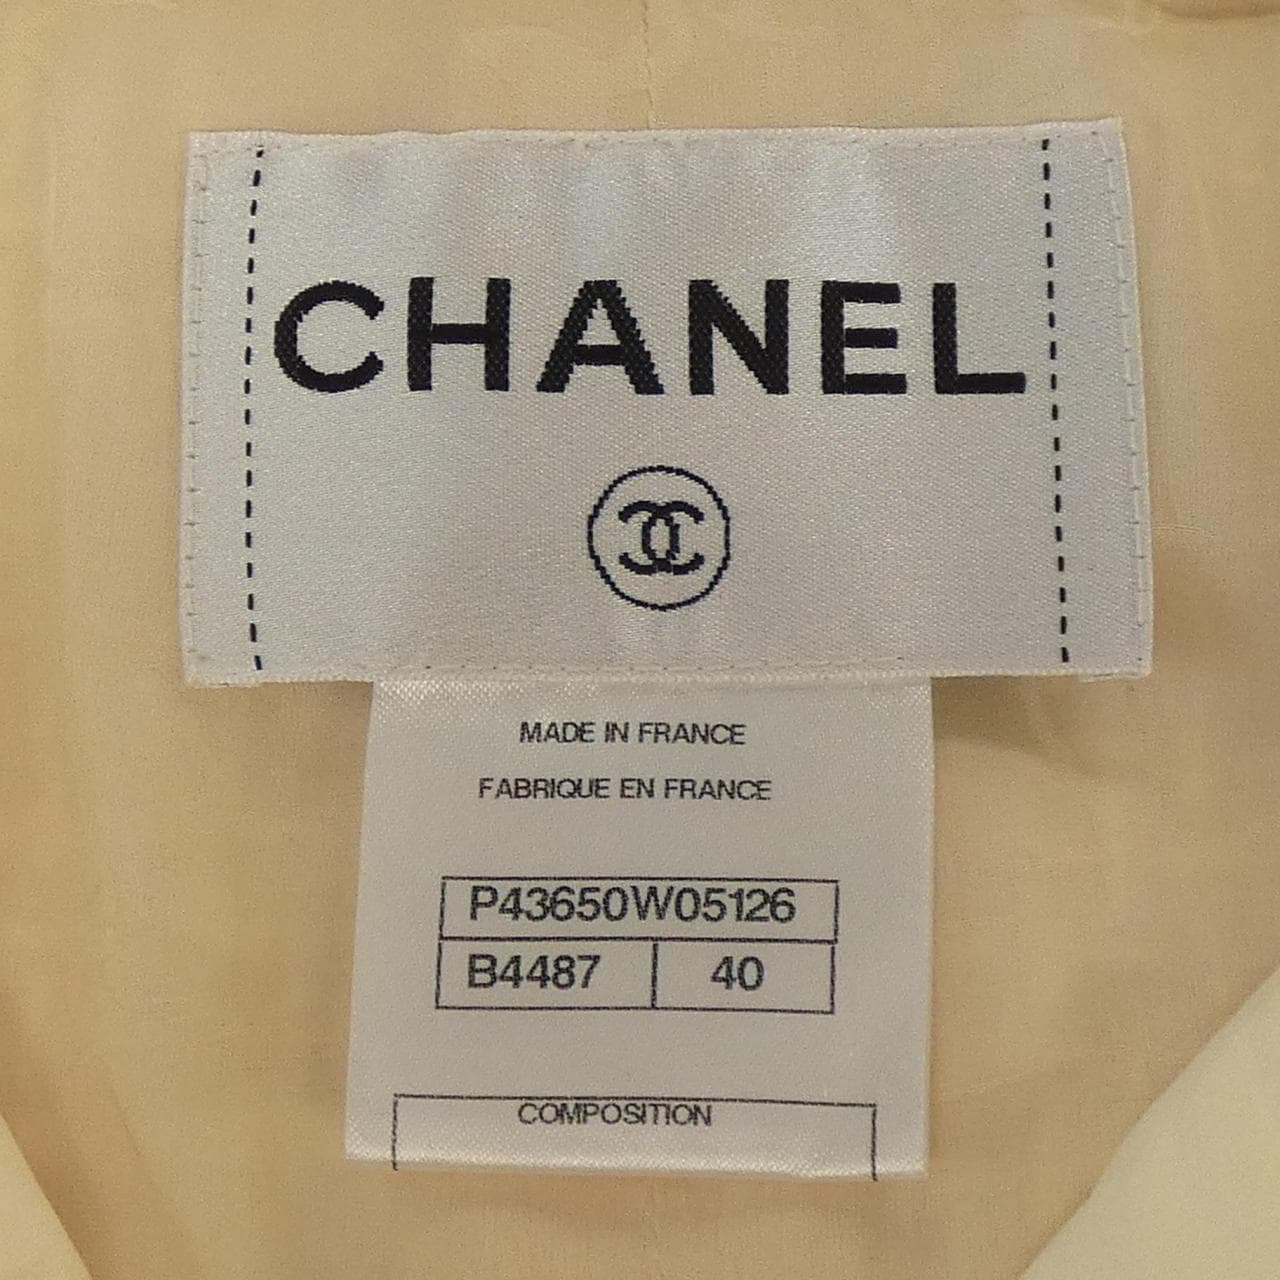 CHANEL
MADE IN FRANCE
FABRIQUE EN FRANCE
P43650W05126
B4487 40
COMPOSITION